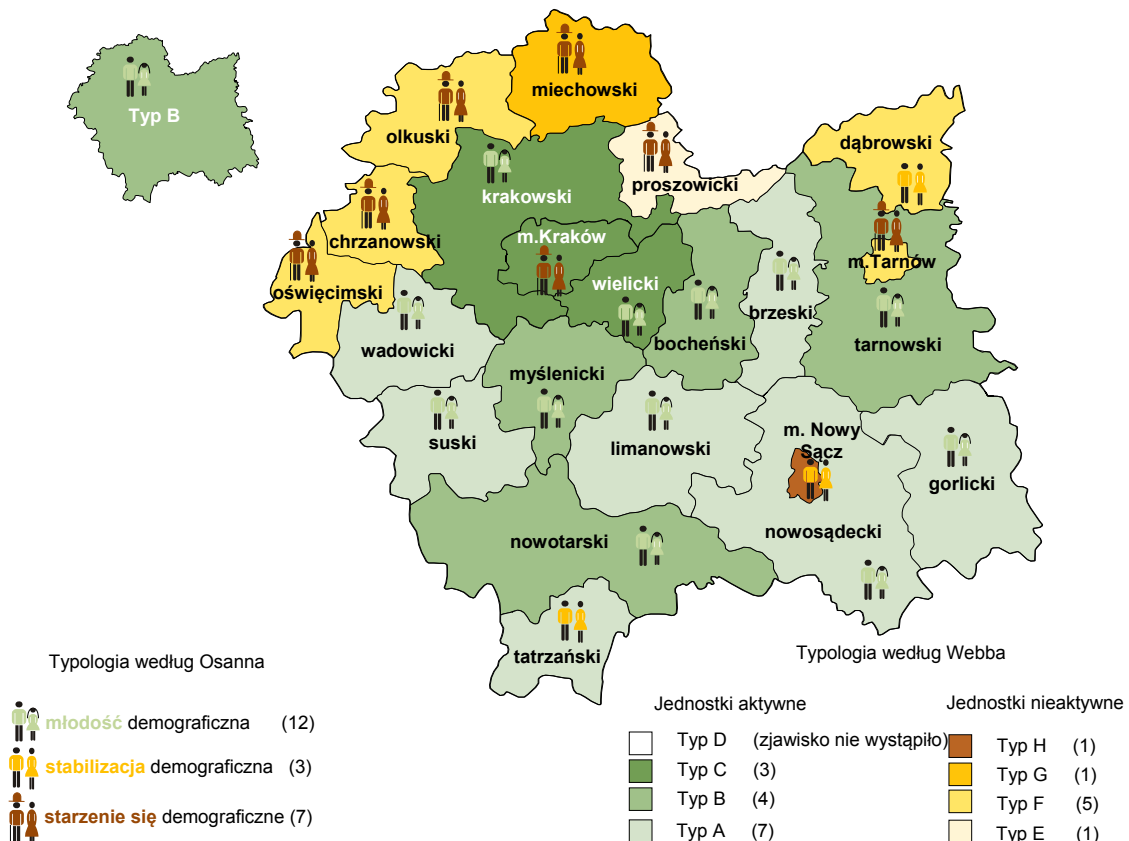 Typ B
miechowski
olkuski
dąbrowski
proszowicki
krakowski
m.Kraków
chrzanowski
m.Tarnów
wielicki
oświęcimski
brzeski
bocheński
tarnowski
wadowicki
myślenicki
m. Nowy
Sącz
suski
limanowski
gorlicki
nowosądecki
nowotarski
tatrzański
Typologia według Osanna
młodość demograficzna (12)
stabilizacja demograficzna (3)
starzenie się demograficzne (7)
Typologia według Webba
Jednostki aktywne
Typ D (zjawisko nie wystąpiło)
Typ C (3)
Typ B (4)
Typ A (7)
Jednostki nieaktywne
Typ H (1)
Typ G (1)
Typ F (5)
Typ E (1)